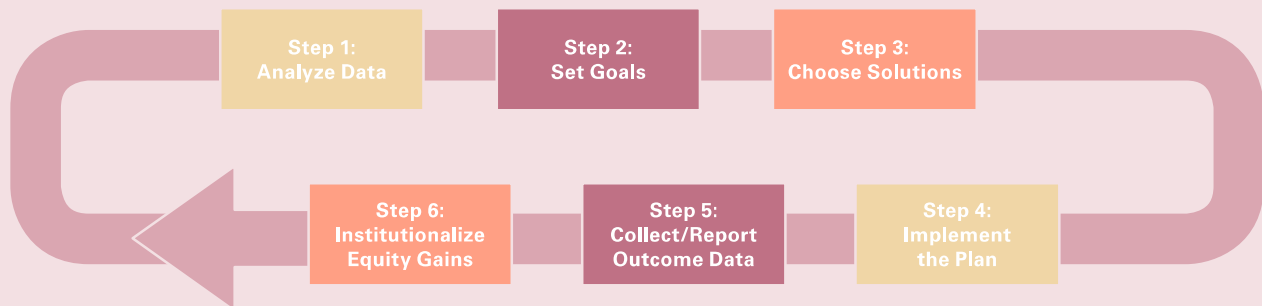 Step 1:
Analyze Data
Step 2:
Set Goals
Step 3:
Choose Solutions
Step 4:
Implement
the Plan
Step 5:
Collect/Report
Outcome Data
Step 6:
Institutionalize
Equity Gains